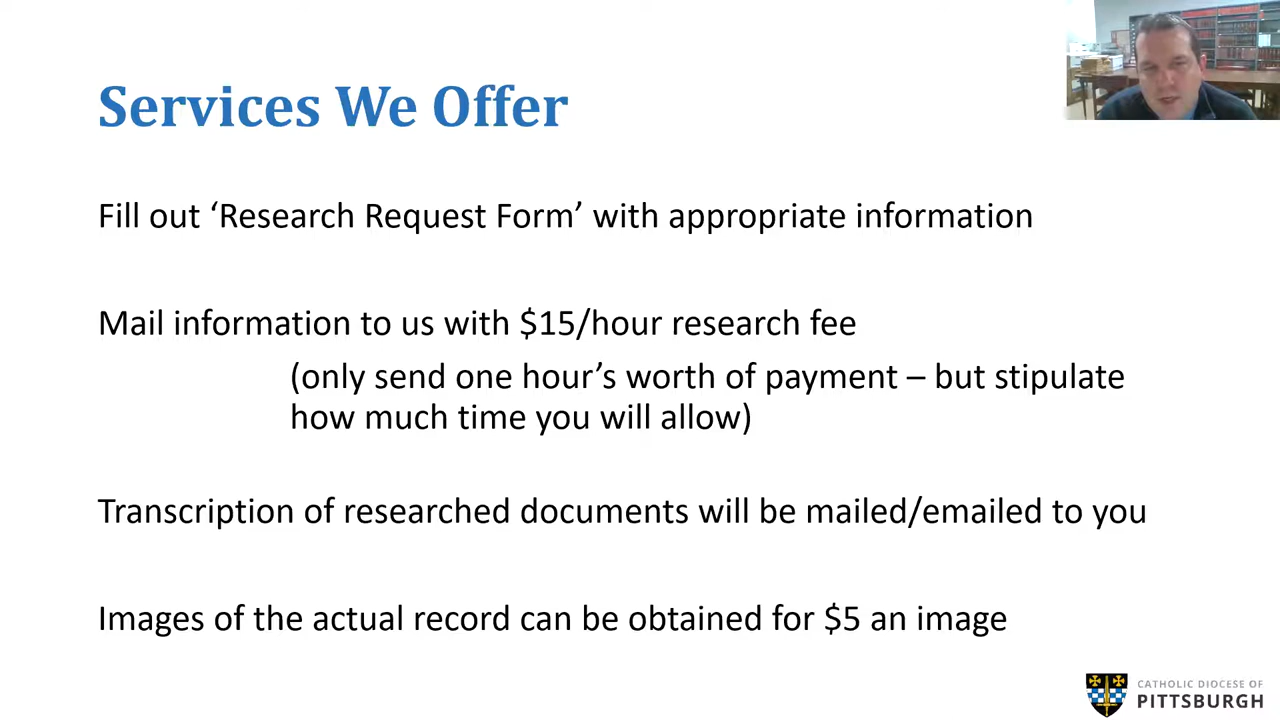 Services We Offer
Fill out ‘Research Request Form’ with appropriate information
Mail information to us with $15/hour research fee
(only send one hour’s worth of payment – but stipulate
how much time you will allow)
Transcription of researched documents will be mailed/emailed to you
Images of the actual record can be obtained for $5 an image
CATHOLIC DIOCESE OF
PITTSBURGH